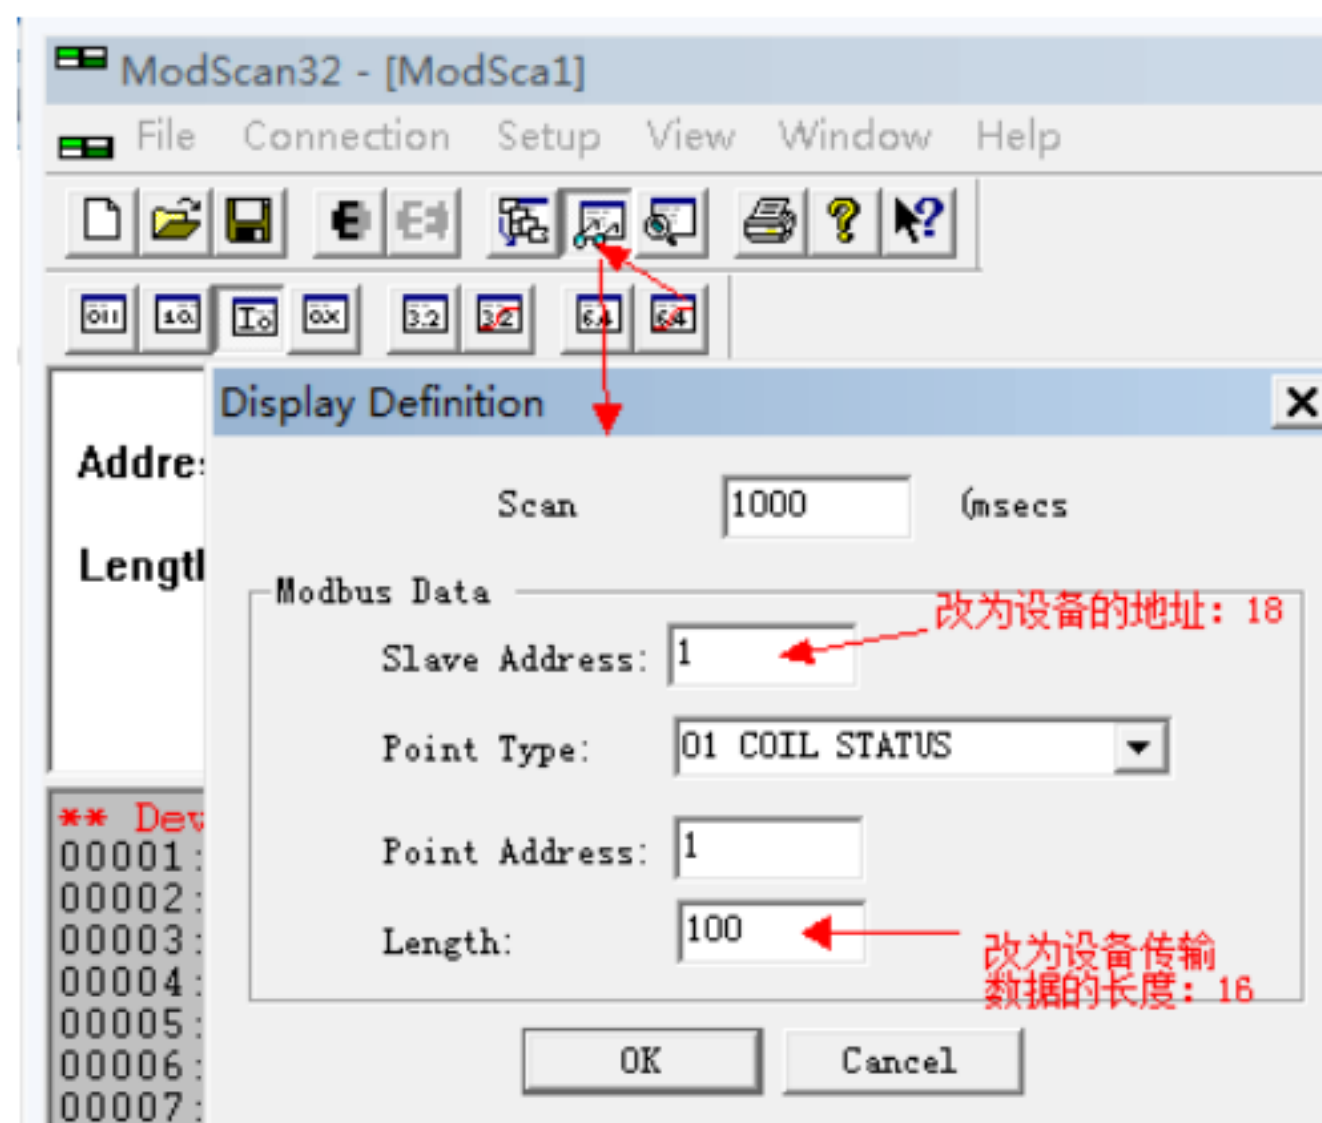 ModScan32 - [ModSca1]
File Connection Setup View Window Help
Display Definition
Scan 1000 (msecs
Modbus Data
改为设备的地址：18
Slave Address: 1
Point Type: 01 COIL STATUS
Point Address: 1
Length: 100
改为设备传输
数据的长度：16
OK Cancel
Addre
Lengt
** Dev
00001:
00002:
00003:
00004:
00005:
00006:
00007: